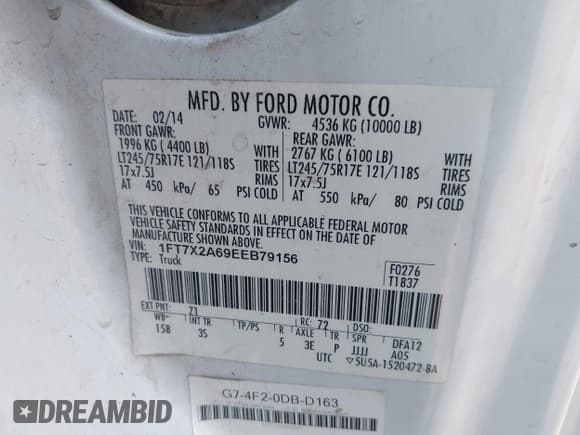 MFD. BY FORD MOTOR CO.
DATE: 02/14 GVWR: 4536 KG (10000 LB)
FRONT GAWR: REAR GAWR:
1996 KG ( 4400 LB) WITH 2767 KG ( 6100 LB) WITH
LT245/75R17E 121/118S TIRES LT245/75R17E 121/118S TIRES
17x7.5J RIMS 17x7.5J RIMS
AT 450 kPa/ 65 PSI COLD AT 550 kPa/ 80 PSI COLD
THIS VEHICLE CONFORMS TO ALL APPLICABLE FEDERAL MOTOR
VEHICLE SAFETY STANDARDS IN EFFECT ON THE DATE OF
MANUFACTURE SHOWN ABOVE.
VIN: 1FT7X2A69EEB79156
TYPE: Truck
F0276
T1837
EXT PNT: Z1 RC: 72 DSO:
WB INT TR TP/PS R AXLE TR SPR DFA12
158 3S 5 3E P JJJJ A05
UTC ▽5U5A-1520472-BA
G7-4F2-0DB-D163
DREAMBID